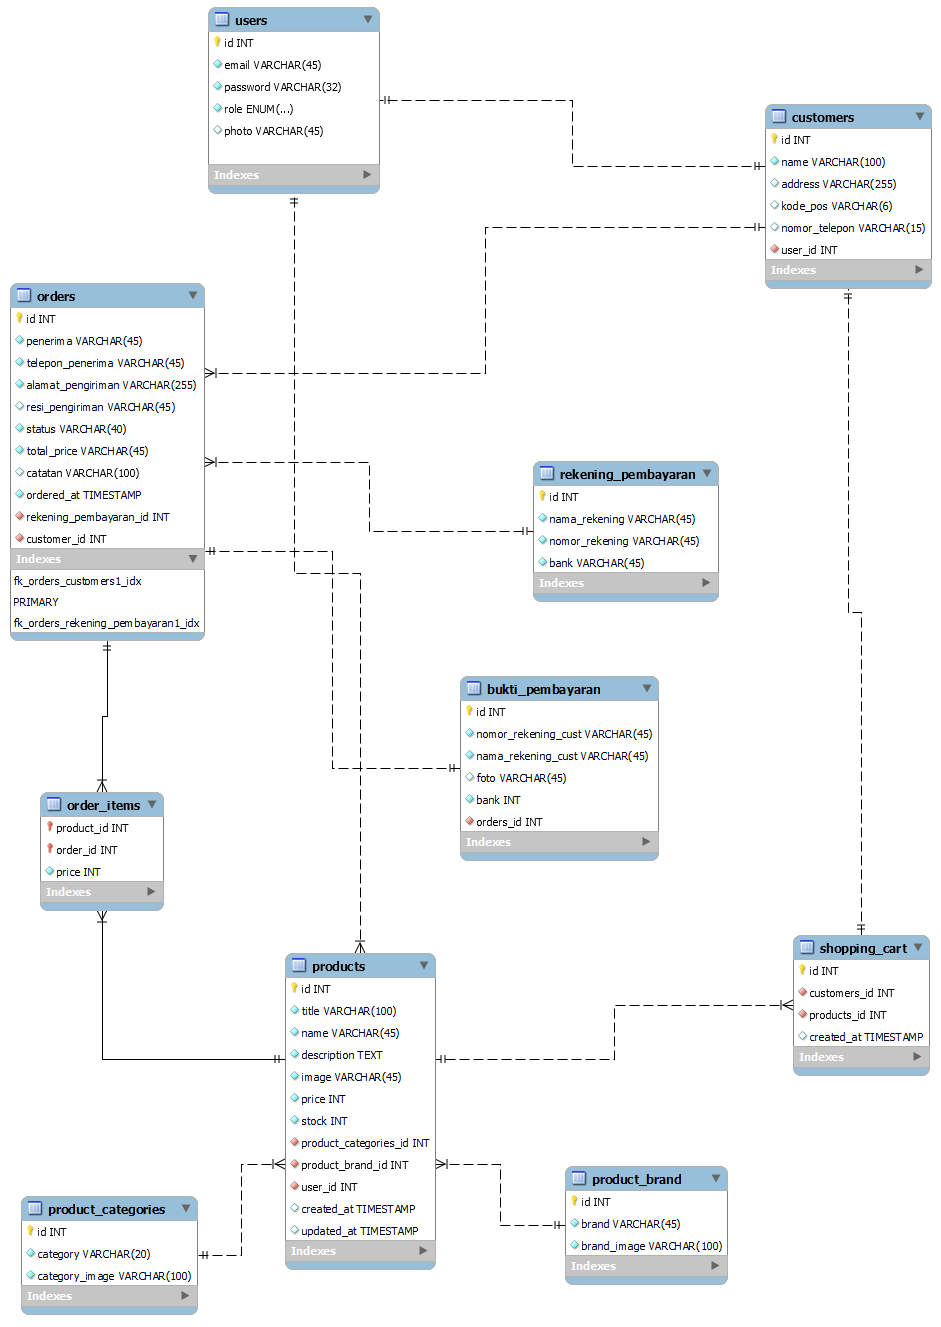 users
id INT
email VARCHAR(45)
password VARCHAR(32)
role ENUM(...)
photo VARCHAR(45)
Indexes
customers
id INT
name VARCHAR(100)
address VARCHAR(255)
kode_pos VARCHAR(6)
nomor_telepon VARCHAR(15)
user_id INT
Indexes
orders
id INT
penerima VARCHAR(45)
telepon_penerima VARCHAR(45)
alamat_pengiriman VARCHAR(255)
resi_pengiriman VARCHAR(45)
status VARCHAR(40)
total_price VARCHAR(45)
catatan VARCHAR(100)
ordered_at TIMESTAMP
rekening_pembayaran_id INT
customer_id INT
Indexes
fk_orders_customers1_idx
PRIMARY
fk_orders_rekening_pembayaran1_idx
rekening_pembayaran
id INT
nama_rekening VARCHAR(45)
nomor_rekening VARCHAR(45)
bank VARCHAR(45)
Indexes
bukti_pembayaran
id INT
nomor_rekening_cust VARCHAR(45)
nama_rekening_cust VARCHAR(45)
foto VARCHAR(45)
bank INT
orders_id INT
Indexes
order_items
product_id INT
order_id INT
price INT
Indexes
products
id INT
title VARCHAR(100)
name VARCHAR(45)
description TEXT
image VARCHAR(45)
price INT
stock INT
product_categories_id INT
product_brand_id INT
user_id INT
created_at TIMESTAMP
updated_at TIMESTAMP
Indexes
shopping_cart
id INT
customers_id INT
products_id INT
created_at TIMESTAMP
Indexes
product_categories
id INT
category VARCHAR(20)
category_image VARCHAR(100)
Indexes
product_brand
id INT
brand VARCHAR(45)
brand_image VARCHAR(100)
Indexes